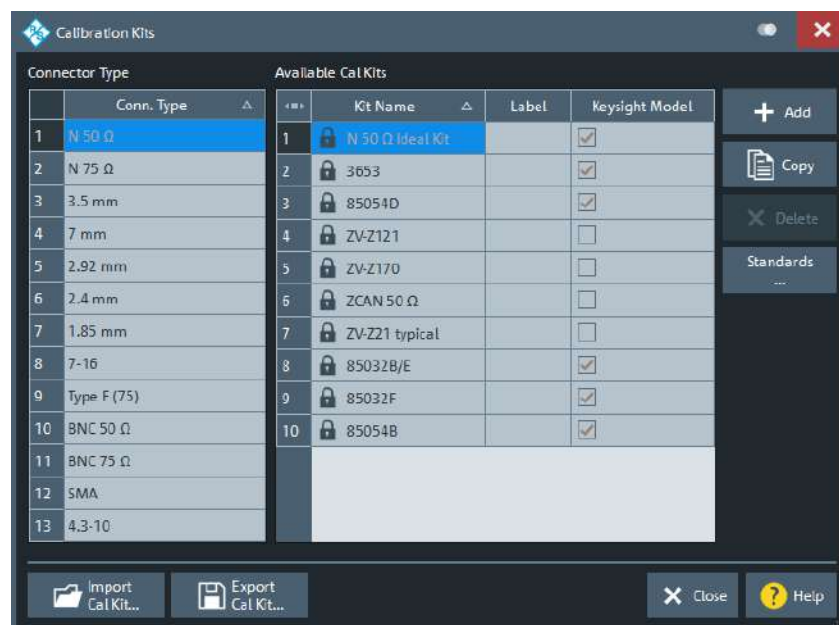 Calibration Kits
Connector Type
Conn. Type
1 N 50 Ω
2 N 75 Ω
3 3.5 mm
4 7 mm
5 2.92 mm
6 2.4 mm
7 1.85 mm
8 7-16
9 Type F (75)
10 BNC 50 Ω
11 BNC 75 Ω
12 SMA
13 4.3-10
Available Cal Kits
Kit Name Label Keysight Model
1 N 50 Ω Ideal Kit
2 3653
3 85054D
4 ZV-Z121
5 ZV-Z170
6 ZCAN 50 Ω
7 ZV-Z21 typical
8 85032B/E
9 85032F
10 85054B
+ Add
Copy
Delete
Standards
...
Import
Cal Kit...
Export
Cal Kit...
Close
? Help